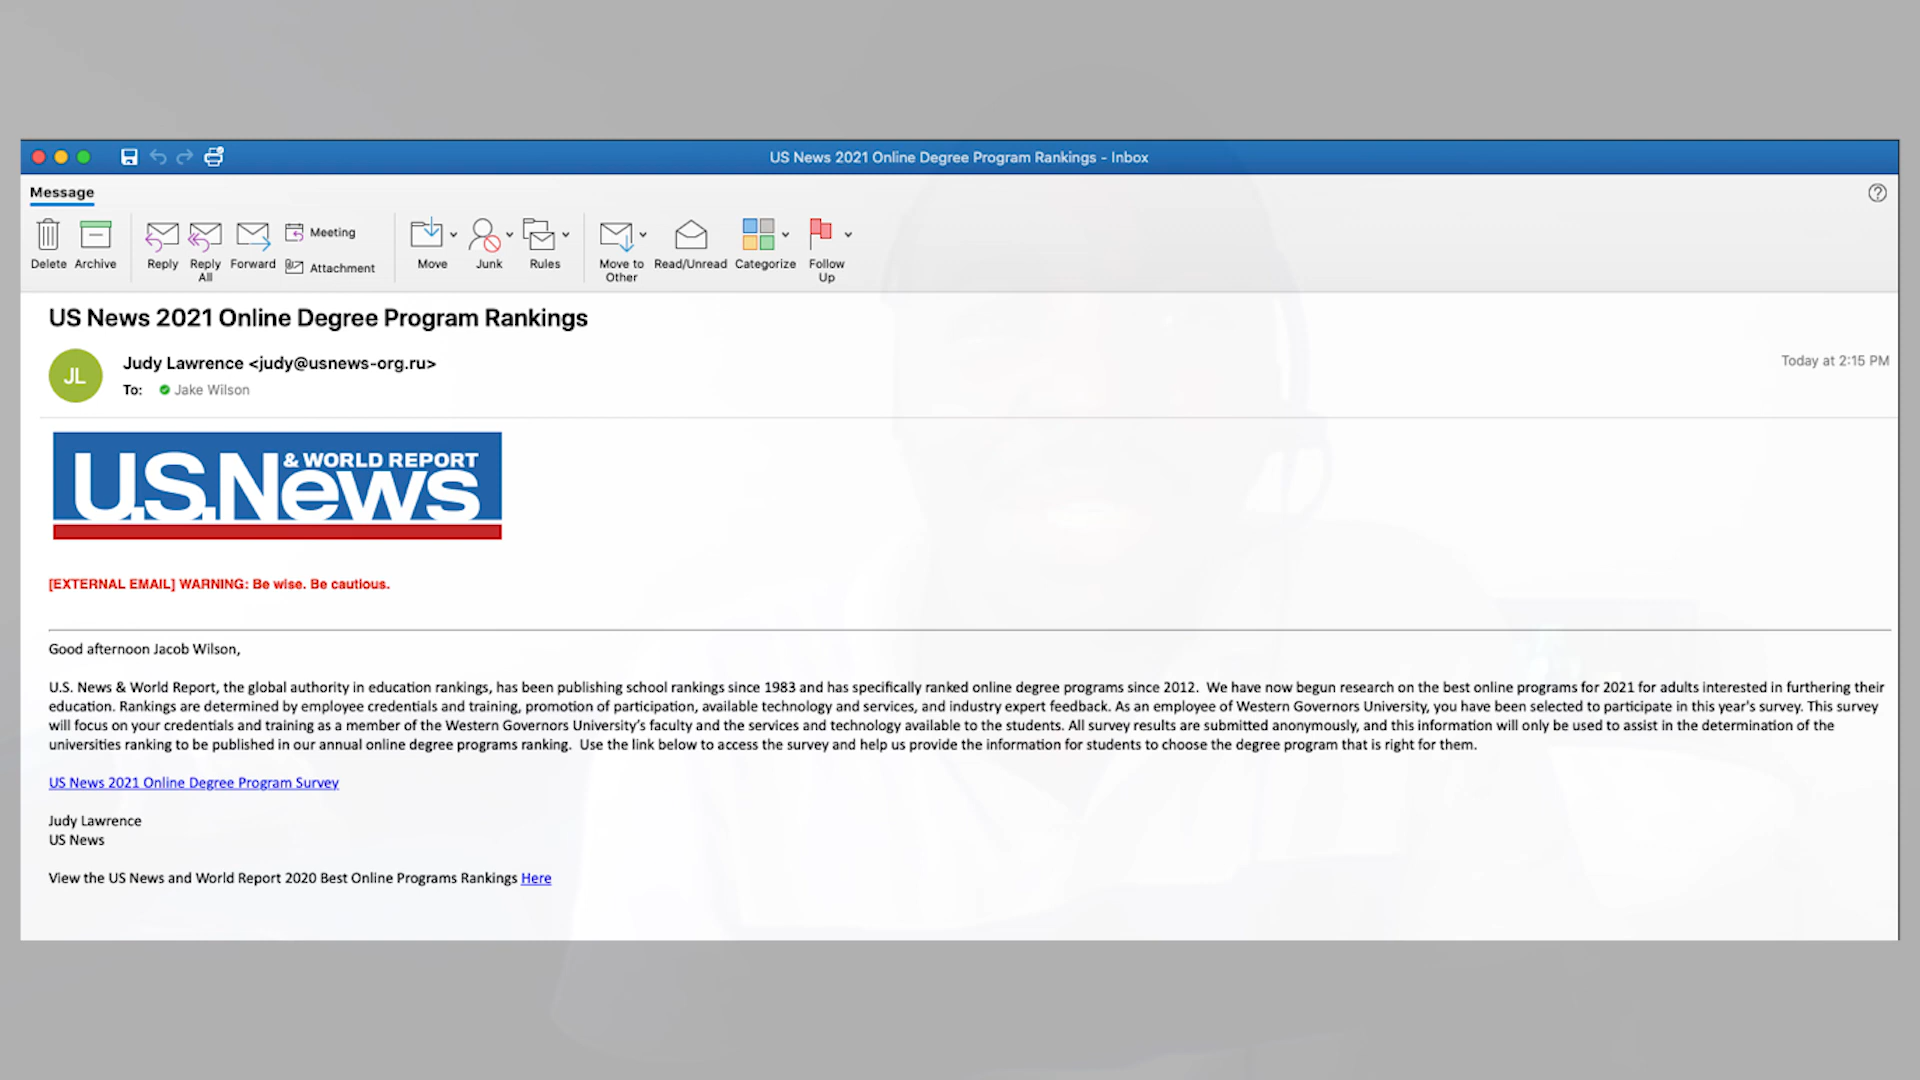 US News 2021 Online Degree Program Rankings - Inbox
Message
Delete
Archive
Reply
Reply All
Forward
Meeting
Attachment
Move
Junk
Rules
Move to Other
Read/Unread
Categorize
Follow Up
US News 2021 Online Degree Program Rankings
JL
Judy Lawrence <judy@usnews-org.ru>
Today at 2:15 PM
To: Jake Wilson
U.S. News & WORLD REPORT
[EXTERNAL EMAIL] WARNING: Be wise. Be cautious.
Good afternoon Jacob Wilson,
U.S. News & World Report, the global authority in education rankings, has been publishing school rankings since 1983 and has specifically ranked online degree programs since 2012.  We have now begun research on the best online programs for 2021 for adults interested in furthering their
education. Rankings are determined by employee credentials and training, promotion of participation, available technology and services, and industry expert feedback. As an employee of Western Governors University, you have been selected to participate in this year's survey. This survey
will focus on your credentials and training as a member of the Western Governors University's faculty and the services and technology available to the students. All survey results are submitted anonymously, and this information will only be used to assist in the determination of the
universities ranking to be published in our annual online degree programs ranking.  Use the link below to access the survey and help us provide the information for students to choose the degree program that is right for them.
US News 2021 Online Degree Program Survey
Judy Lawrence
US News
View the US News and World Report 2020 Best Online Programs Rankings Here